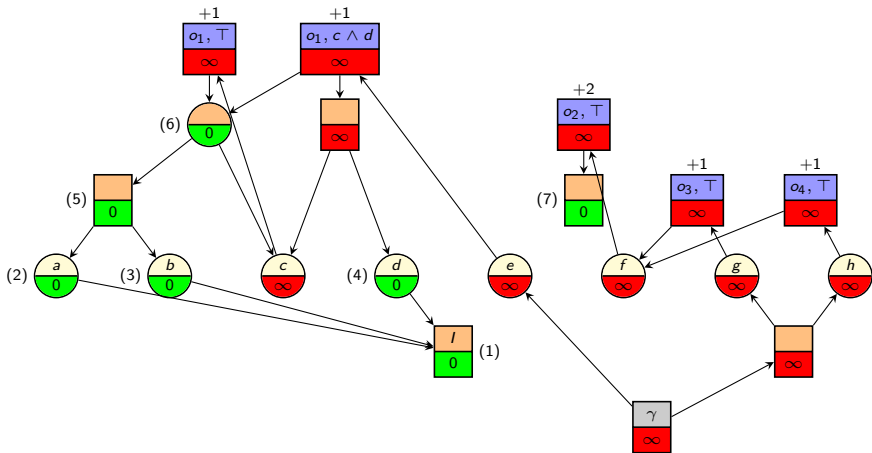 +1 +1
o₁, ⊤ o₁, c ∧ d
∞ ∞
+2
o₂, ⊤
∞
(6) 0
∞
+1 +1
o₃, ⊤ o₄, ⊤
∞ ∞
(5) 0
(7) 0
(2) a (3) b c (4) d e f g h
0 0 ∞ 0 ∞ ∞ ∞ ∞
I
0 (1)
∞
γ
∞